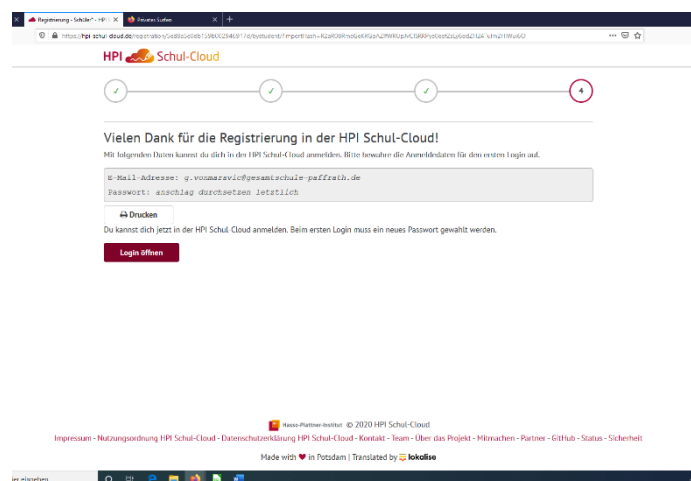 Registrierung - Schüler* - HPI
Privates Surfen
HPI Schul-Cloud
4
Vielen Dank für die Registrierung in der HPI Schul-Cloud!
Mit folgenden Daten kannst du dich in der HPI Schul-Cloud anmelden. Bitte bewahre die Anmeldedaten für den ersten Login auf.
E-Mail-Adresse: g.vonmaravic@gesamtschule-paffrath.de
Passwort: anschlag durchsetzen letztlich
Drucken
Du kannst dich jetzt in der HPI Schul-Cloud anmelden. Beim ersten Login muss ein neues Passwort gewählt werden.
Login öffnen
Hasso-Plattner-Institut © 2020 HPI Schul-Cloud
Impressum - Nutzungsordnung HPI Schul-Cloud - Datenschutzerklärung HPI Schul-Cloud - Kontakt - Team - Über das Projekt - Mitmachen - Partner - GitHub - Status - Sicherheit
Made with ♥ in Potsdam | Translated by lokalise